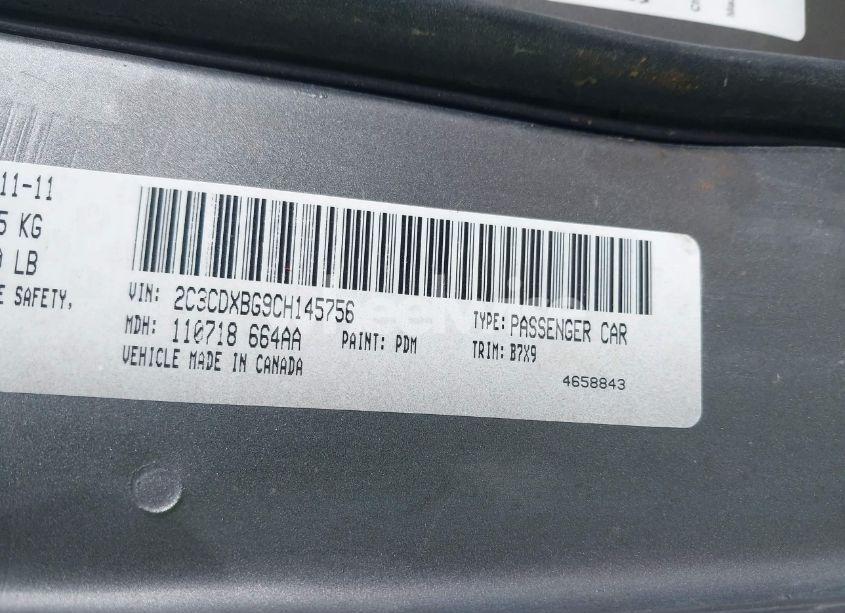 11-11
5 KG
LB
E SAFETY,
VIN: 2C3CDXBG9CH145756
TYPE: PASSENGER CAR
MDH: 110718 664AA
PAINT: PDM
TRIM: B7X9
VEHICLE MADE IN CANADA
4658843